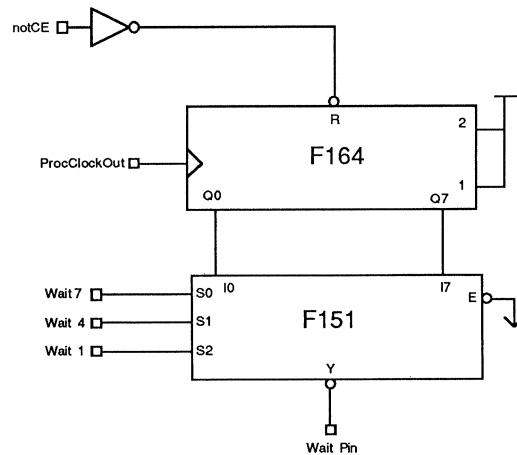 notCE
R
2
F164
ProcClockOut
1
Q0
Q7
I0
I7
Wait 7
S0
E
Wait 4
S1
F151
Wait 1
S2
Y
Wait Pin